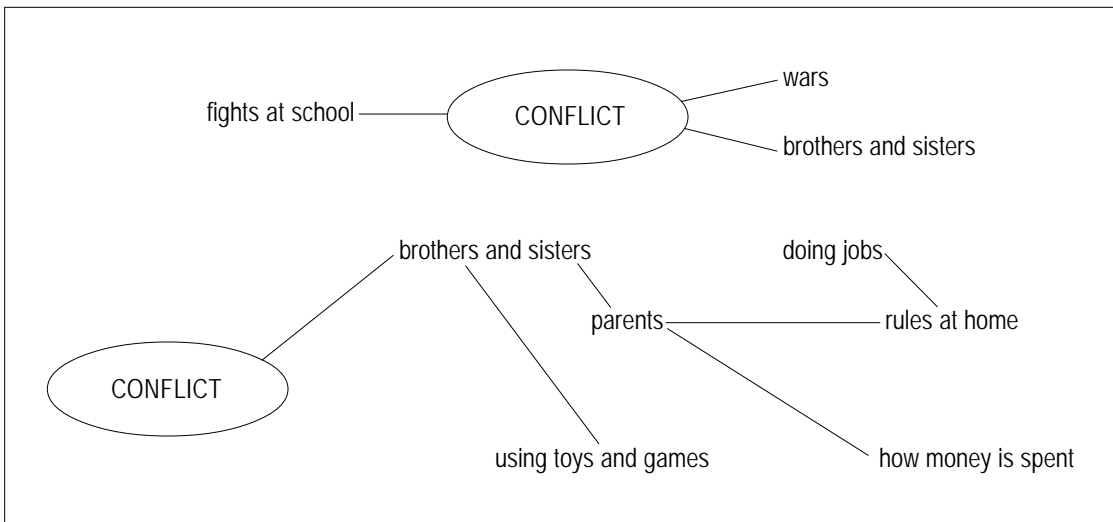 wars
fights at school
CONFLICT
brothers and sisters
brothers and sisters
doing jobs
parents
rules at home
CONFLICT
using toys and games
how money is spent